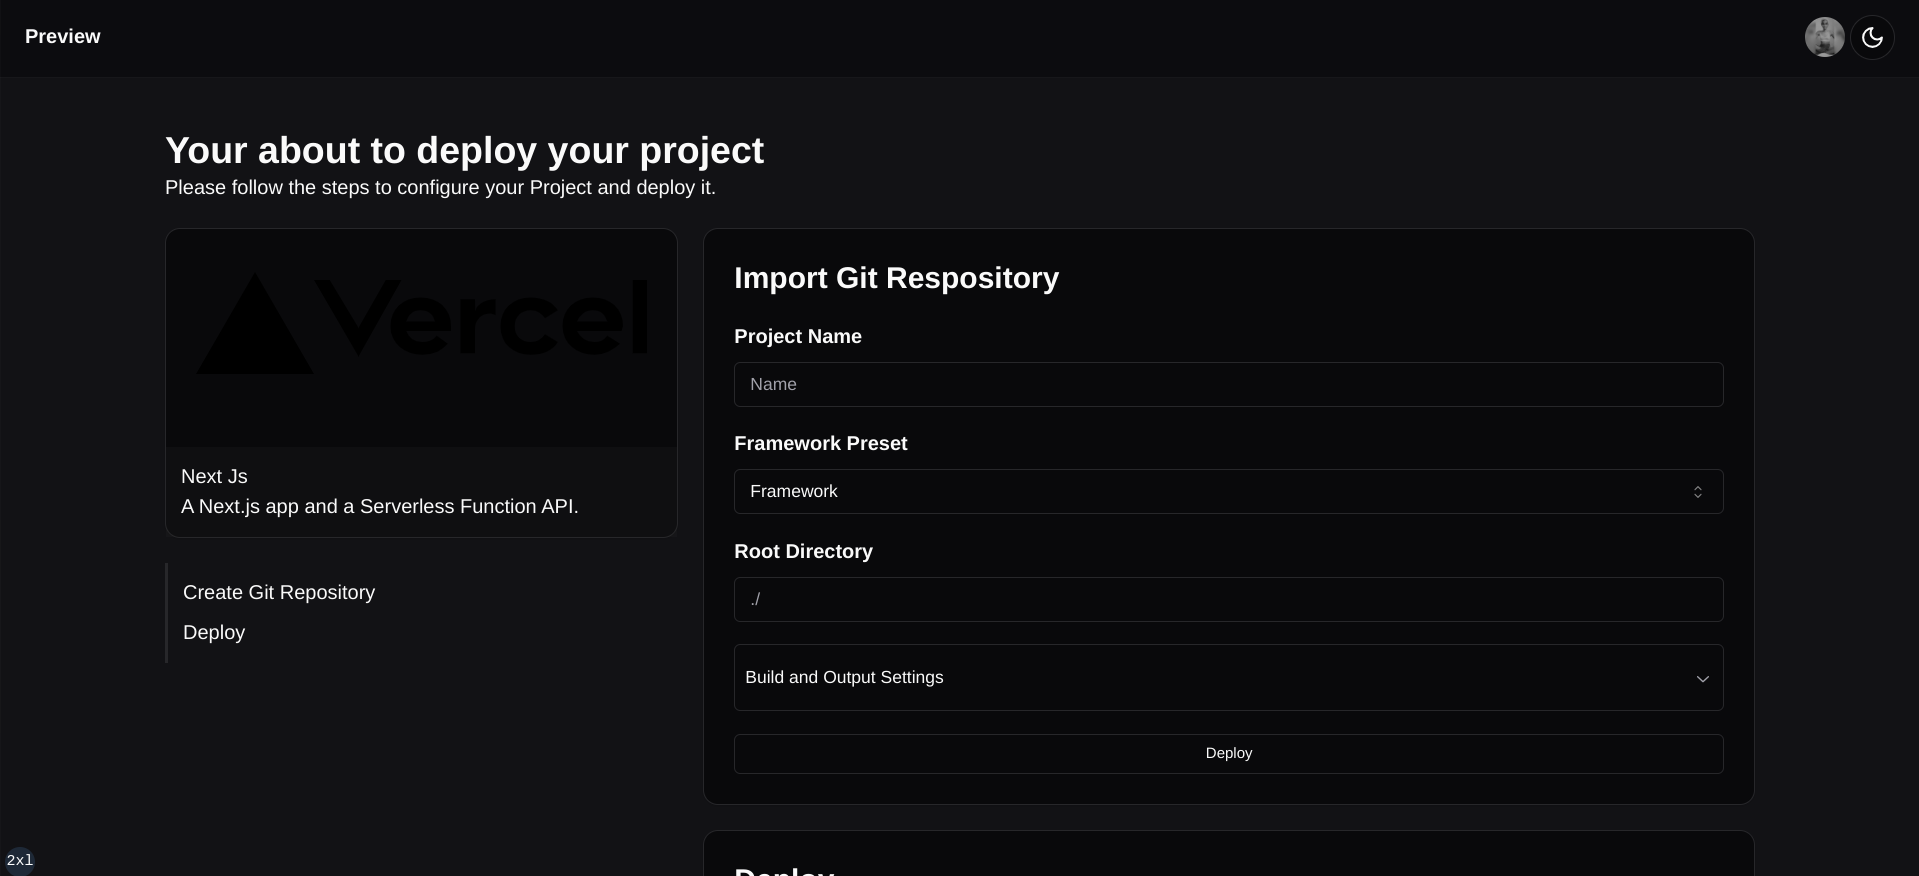 Preview
Your about to deploy your project
Please follow the steps to configure your Project and deploy it.
Vercel
Next Js
A Next.js app and a Serverless Function API.
Create Git Repository
Deploy
Import Git Respository
Project Name
Name
Framework Preset
Framework
Root Directory
./
Build and Output Settings
Deploy
Deploy
2xl